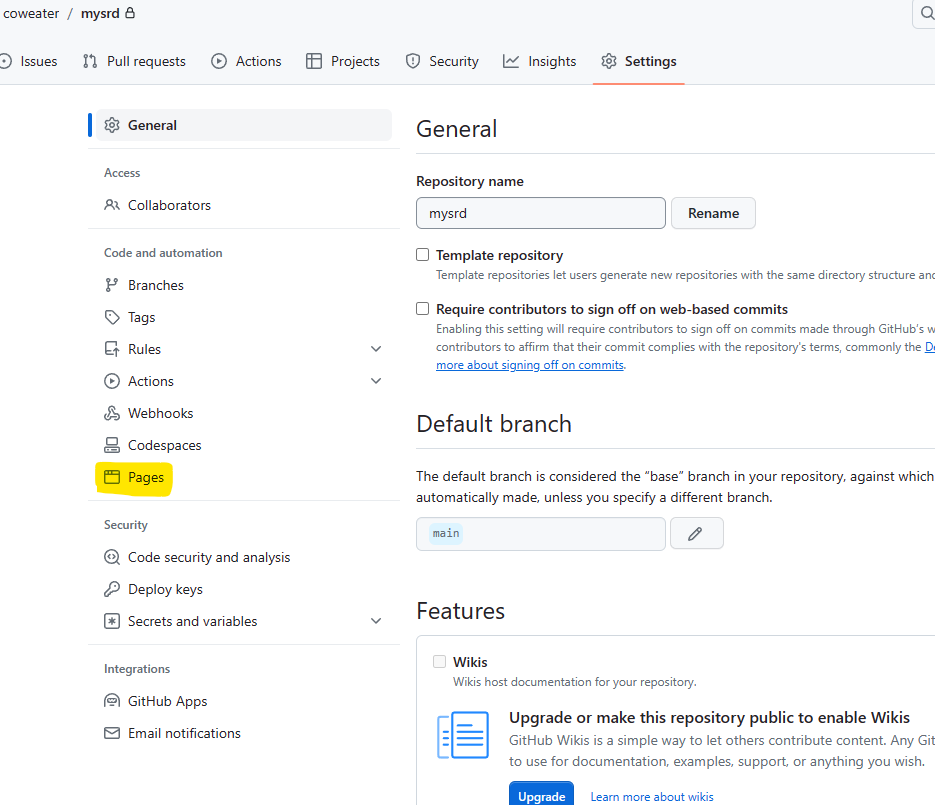 coweater / mysrd
Issues Pull requests Actions Projects Security Insights Settings
General
Access
Collaborators
Code and automation
Branches
Tags
Rules
Actions
Webhooks
Codespaces
Pages
Security
Code security and analysis
Deploy keys
Secrets and variables
Integrations
GitHub Apps
Email notifications
General
Repository name
mysrd Rename
Template repository
Template repositories let users generate new repositories with the same directory structure and
Require contributors to sign off on web-based commits
Enabling this setting will require contributors to sign off on commits made through GitHub's w
contributors to affirm that their commit complies with the repository's terms, commonly the De
more about signing off on commits.
Default branch
The default branch is considered the “base” branch in your repository, against which
automatically made, unless you specify a different branch.
main
Features
Wikis
Wikis host documentation for your repository.
Upgrade or make this repository public to enable Wikis
GitHub Wikis is a simple way to let others contribute content. Any Git
to use for documentation, examples, support, or anything you wish.
Upgrade Learn more about wikis